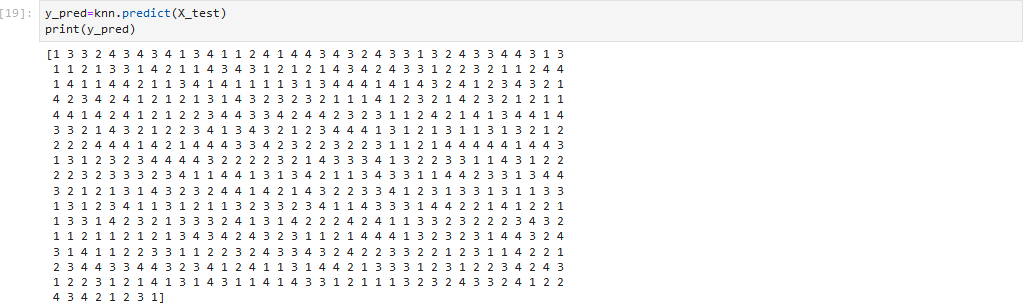 [19]: y_pred=knn.predict(X_test)
print(y_pred)
[1 3 3 2 4 3 4 3 4 1 3 4 1 1 2 4 1 4 4 3 4 3 2 4 3 3 1 3 2 4 3 3 4 4 3 1 3
1 1 2 1 3 3 1 4 2 1 1 4 3 4 3 1 2 1 2 1 4 3 4 2 4 3 3 1 2 2 3 2 1 1 2 4 4
1 4 1 1 4 4 2 1 1 3 4 1 4 1 1 1 1 3 1 3 4 4 4 1 4 1 4 3 2 4 1 2 3 4 3 2 1
4 2 3 4 2 4 1 2 1 2 1 3 1 4 3 2 3 2 3 2 1 1 1 4 1 2 3 2 1 4 2 3 2 1 2 1 1
4 4 1 4 2 4 1 2 1 2 2 3 4 4 3 3 4 2 4 4 2 3 2 3 1 1 2 4 2 1 4 1 3 4 4 1 4
3 3 2 1 4 3 2 1 2 2 3 4 1 3 4 3 2 1 2 3 4 4 4 1 3 1 2 1 3 1 1 3 1 3 2 1 2
2 2 2 4 4 4 1 4 2 1 4 4 4 3 3 4 2 3 2 2 3 2 2 3 1 1 2 1 4 4 4 4 4 1 4 4 3
1 3 1 2 3 2 3 4 4 4 4 3 2 2 2 2 3 2 1 4 3 3 3 4 1 3 2 2 3 3 1 1 4 3 1 2 2
2 2 3 2 3 3 3 2 3 4 1 1 4 4 1 3 1 3 4 2 1 1 3 4 3 3 1 1 4 4 2 3 3 1 3 4 4
3 2 1 2 1 3 1 4 3 2 3 2 4 4 1 4 2 1 4 3 2 2 3 3 4 1 2 3 1 3 3 1 3 1 1 3 3
1 3 1 2 3 4 1 1 3 1 2 1 1 3 2 3 3 2 3 4 1 1 4 3 3 3 1 4 4 2 2 1 4 1 2 2 1
1 3 3 1 4 2 3 2 1 3 3 3 2 4 1 3 1 4 2 2 2 4 2 4 1 1 3 3 2 3 2 2 2 3 4 3 2
1 1 2 1 1 2 1 2 1 3 4 3 4 2 4 3 2 3 1 1 2 1 4 4 4 1 3 2 3 2 3 1 4 4 3 2 4
3 1 4 1 1 2 2 3 3 1 1 2 2 3 2 4 3 3 4 3 2 4 2 2 3 3 2 2 1 2 3 1 1 4 2 2 1
2 3 4 4 3 3 4 4 3 2 3 4 1 2 4 1 1 3 1 4 4 2 1 3 3 3 1 2 3 1 2 2 3 4 2 4 3
1 2 2 3 1 2 1 4 1 3 1 4 3 1 1 4 1 4 3 3 1 2 1 1 1 3 2 3 2 4 3 3 2 4 1 2 2
4 3 4 2 1 2 3 1]